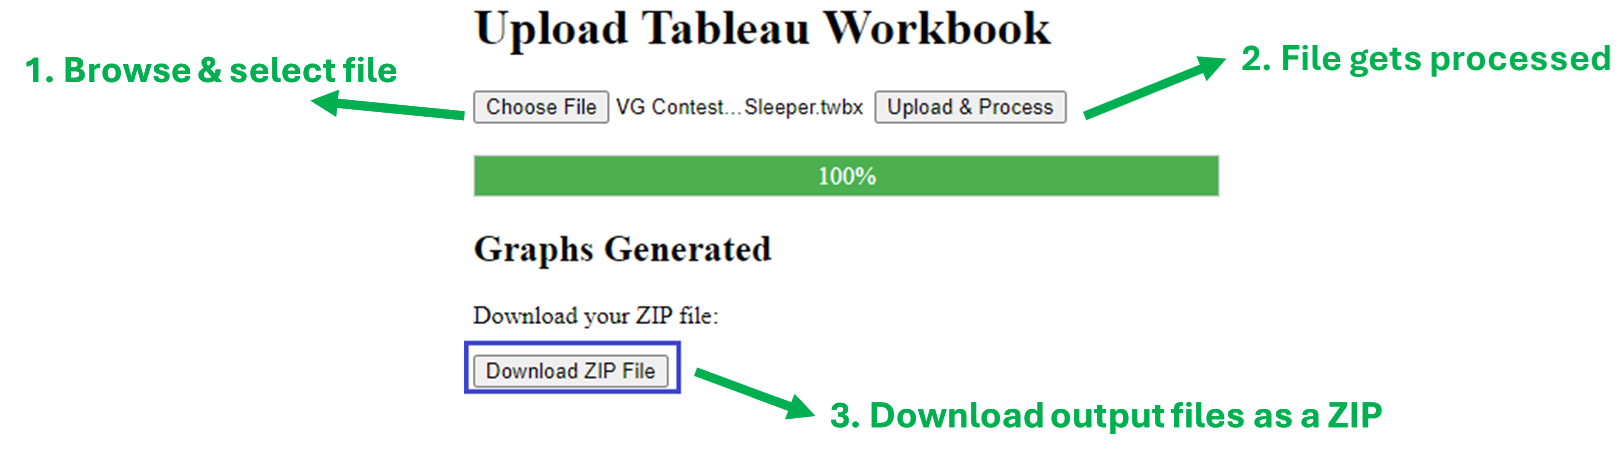 Upload Tableau Workbook
1. Browse & select file
2. File gets processed
Choose File VG Contest...Sleeper.twbx Upload & Process
100%
Graphs Generated
Download your ZIP file:
Download ZIP File
3. Download output files as a ZIP